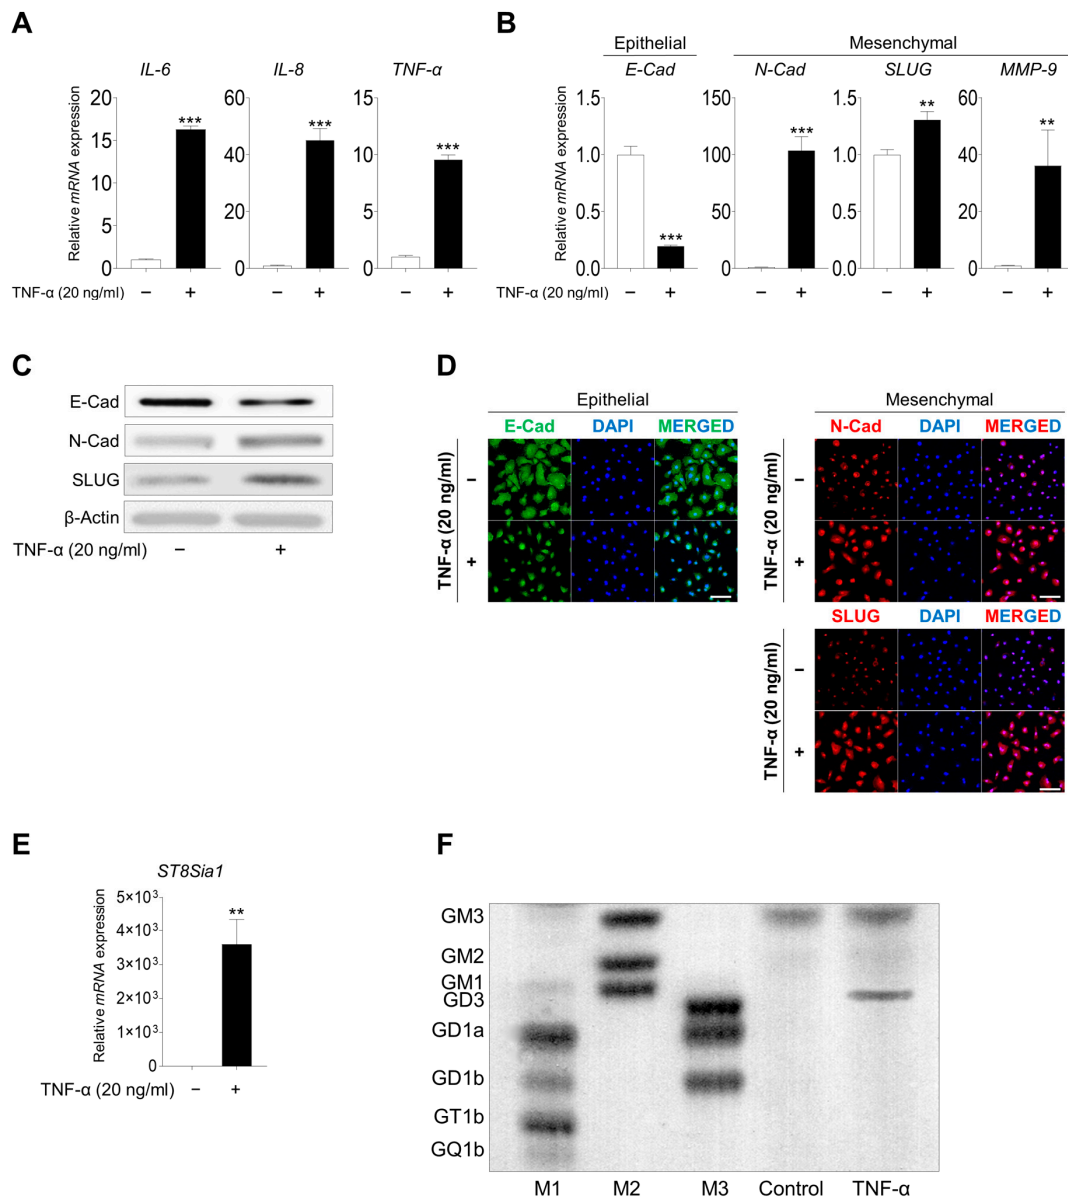 A
IL-6 IL-8 TNF-α
Relative mRNA expression
20 60 15
15 40 10
10
5 20 5
0 0 0
*** *** ***
TNF-α (20 ng/ml) − + − + − +
B
Epithelial Mesenchymal
E-Cad N-Cad SLUG MMP-9
Relative mRNA expression
1.5 150 1.5 60
1.0 100 1.0 40
0.5 50 0.5 20
0.0 0 0.0 0
*** *** ** **
TNF-α (20 ng/ml) − + − + − + − +
C
E-Cad
N-Cad
SLUG
β-Actin
TNF-α (20 ng/ml) − +
D
Epithelial Mesenchymal
E-Cad DAPI MERGED N-Cad DAPI MERGED
TNF-α (20 ng/ml) − + TNF-α (20 ng/ml) − +
SLUG DAPI MERGED
TNF-α (20 ng/ml) − +
E
ST8Sia1
Relative mRNA expression
5×10³
4×10³
3×10³
2×10³
1×10³
0
**
TNF-α (20 ng/ml) − +
F
GM3
GM2
GM1
GD3
GD1a
GD1b
GT1b
GQ1b
M1 M2 M3 Control TNF-α